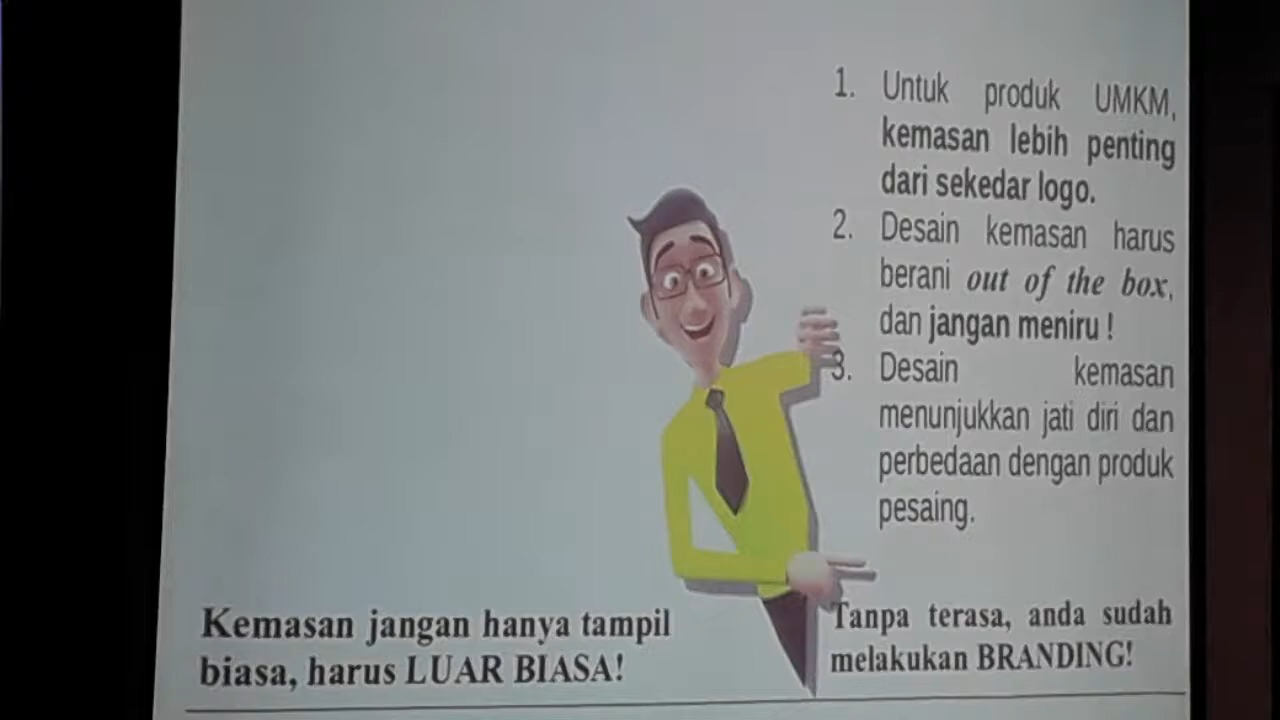 1. Untuk produk UMKM,
kemasan lebih penting
dari sekedar logo.
2. Desain kemasan harus
berani out of the box,
dan jangan meniru !
3. Desain kemasan
menunjukkan jati diri dan
perbedaan dengan produk
pesaing.
Kemasan jangan hanya tampil
biasa, harus LUAR BIASA!
Tanpa terasa, anda sudah
melakukan BRANDING!